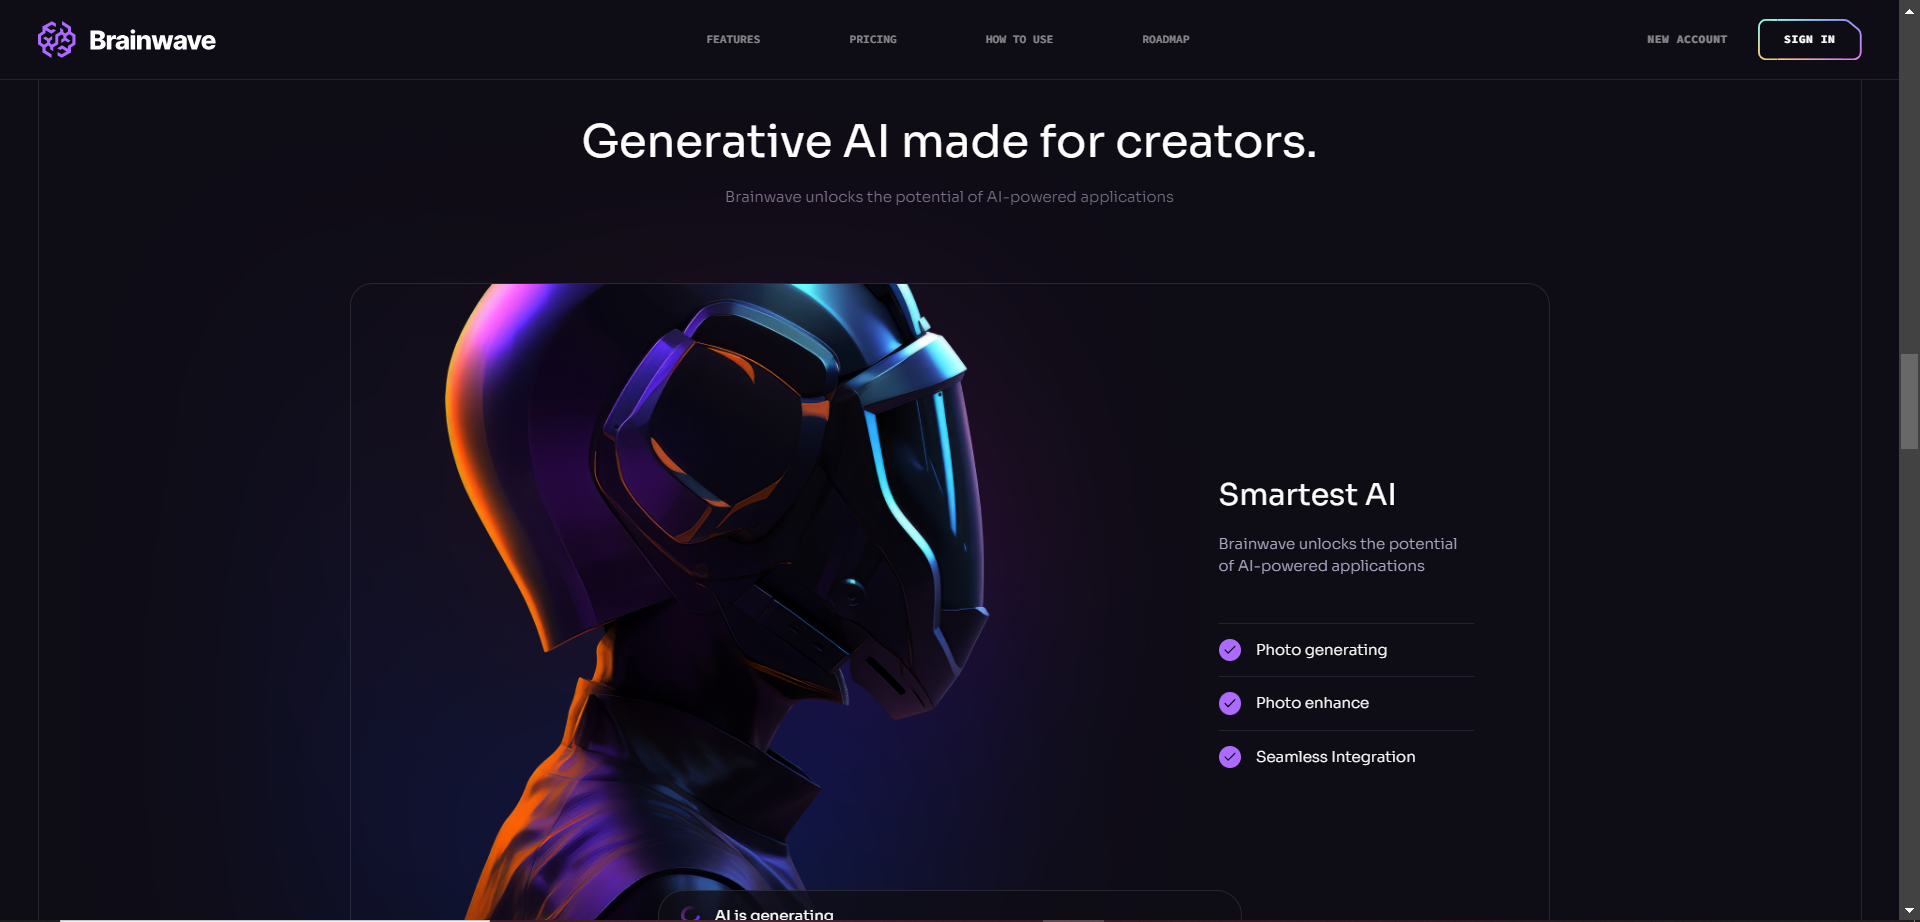 Brainwave
FEATURES
PRICING
HOW TO USE
ROADMAP
NEW ACCOUNT
SIGN IN
Generative AI made for creators.
Brainwave unlocks the potential of AI-powered applications
Smartest AI
Brainwave unlocks the potential
of AI-powered applications
Photo generating
Photo enhance
Seamless Integration
AI is generating